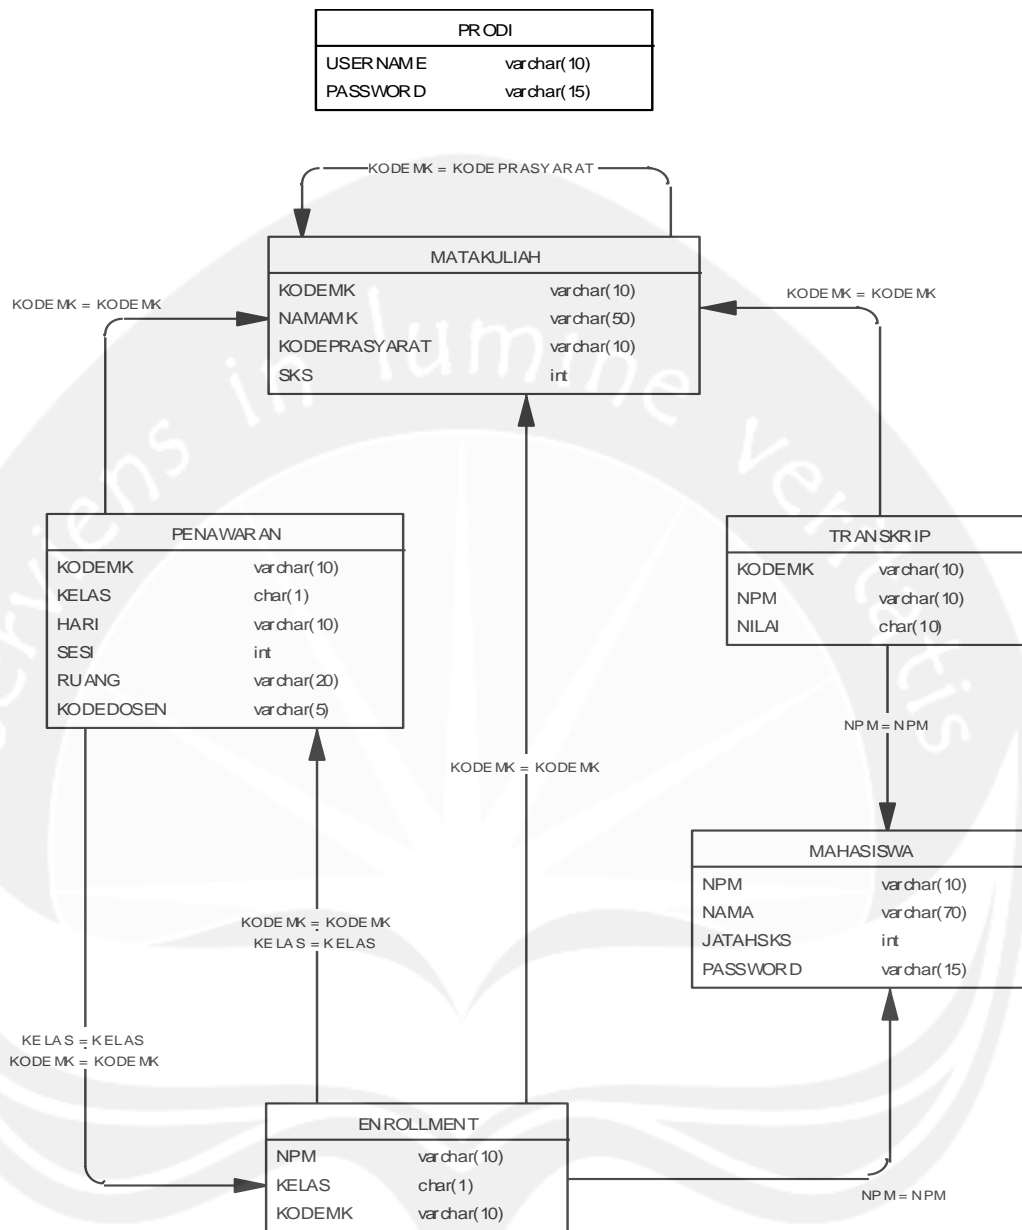 PRODI
USERNAME varchar(10)
PASSWORD varchar(15)
KODEMK = KODEPRASYARAT
MATAKULIAH
KODEMK varchar(10)
NAMAMK varchar(50)
KODEPRASYARAT varchar(10)
SKS int
KODEMK = KODEMK
KODEMK = KODEMK
serviens in lumine veritatis
PENAWARAN
KODEMK varchar(10)
KELAS char(1)
HARI varchar(10)
SESI int
RUANG varchar(20)
KODEDOSEN varchar(5)
TRANSKRIP
KODEMK varchar(10)
NPM varchar(10)
NILAI char(10)
NPM = NPM
KODEMK = KODEMK
MAHASISWA
NPM varchar(10)
NAMA varchar(70)
JATAHSKS int
PASSWORD varchar(15)
KODEMK = KODEMK
KELAS = KELAS
KELAS = KELAS
KODEMK = KODEMK
ENROLLMENT
NPM varchar(10)
KELAS char(1)
KODEMK varchar(10)
NPM = NPM